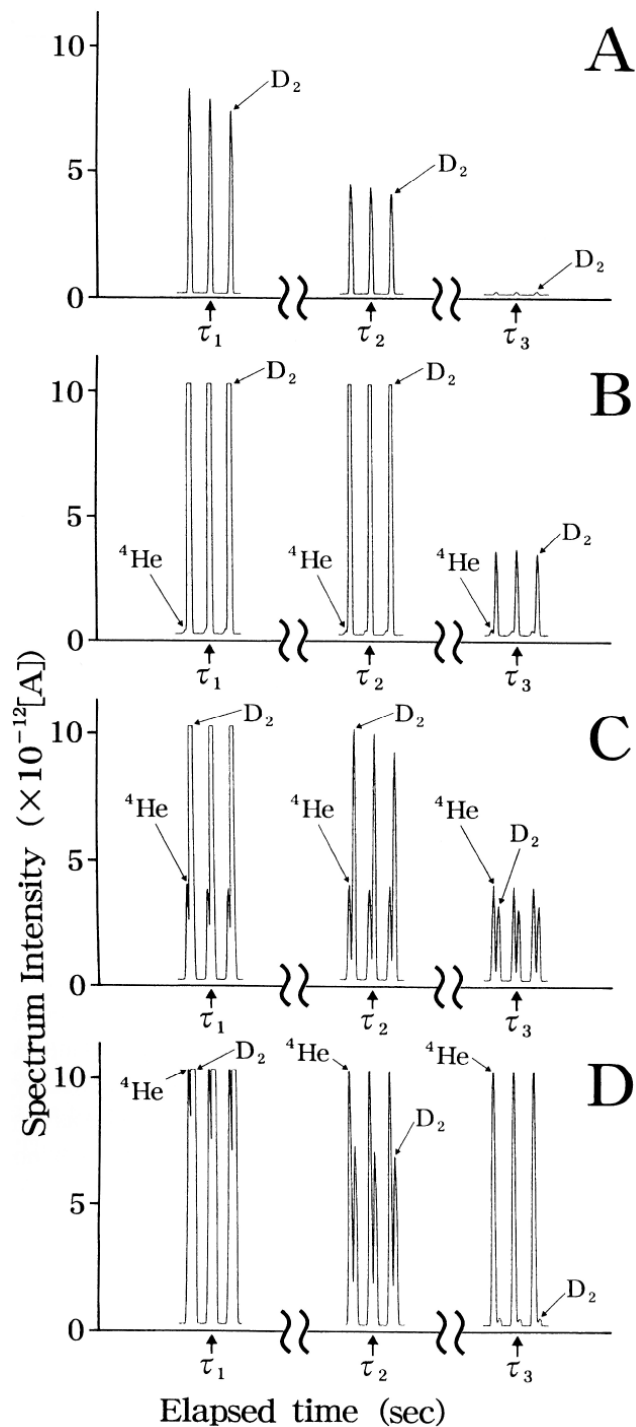 A
10
5
0
D₂
D₂
D₂
τ₁
τ₂
τ₃
B
10
5
0
D₂
D₂
D₂
⁴He
⁴He
⁴He
τ₁
τ₂
τ₃
C
10
5
0
D₂
D₂
D₂
⁴He
⁴He
⁴He
τ₁
τ₂
τ₃
D
10
5
0
⁴He
D₂
⁴He
D₂
⁴He
D₂
τ₁
τ₂
τ₃
Spectrum Intensity (×10⁻¹²[A])
Elapsed time (sec)